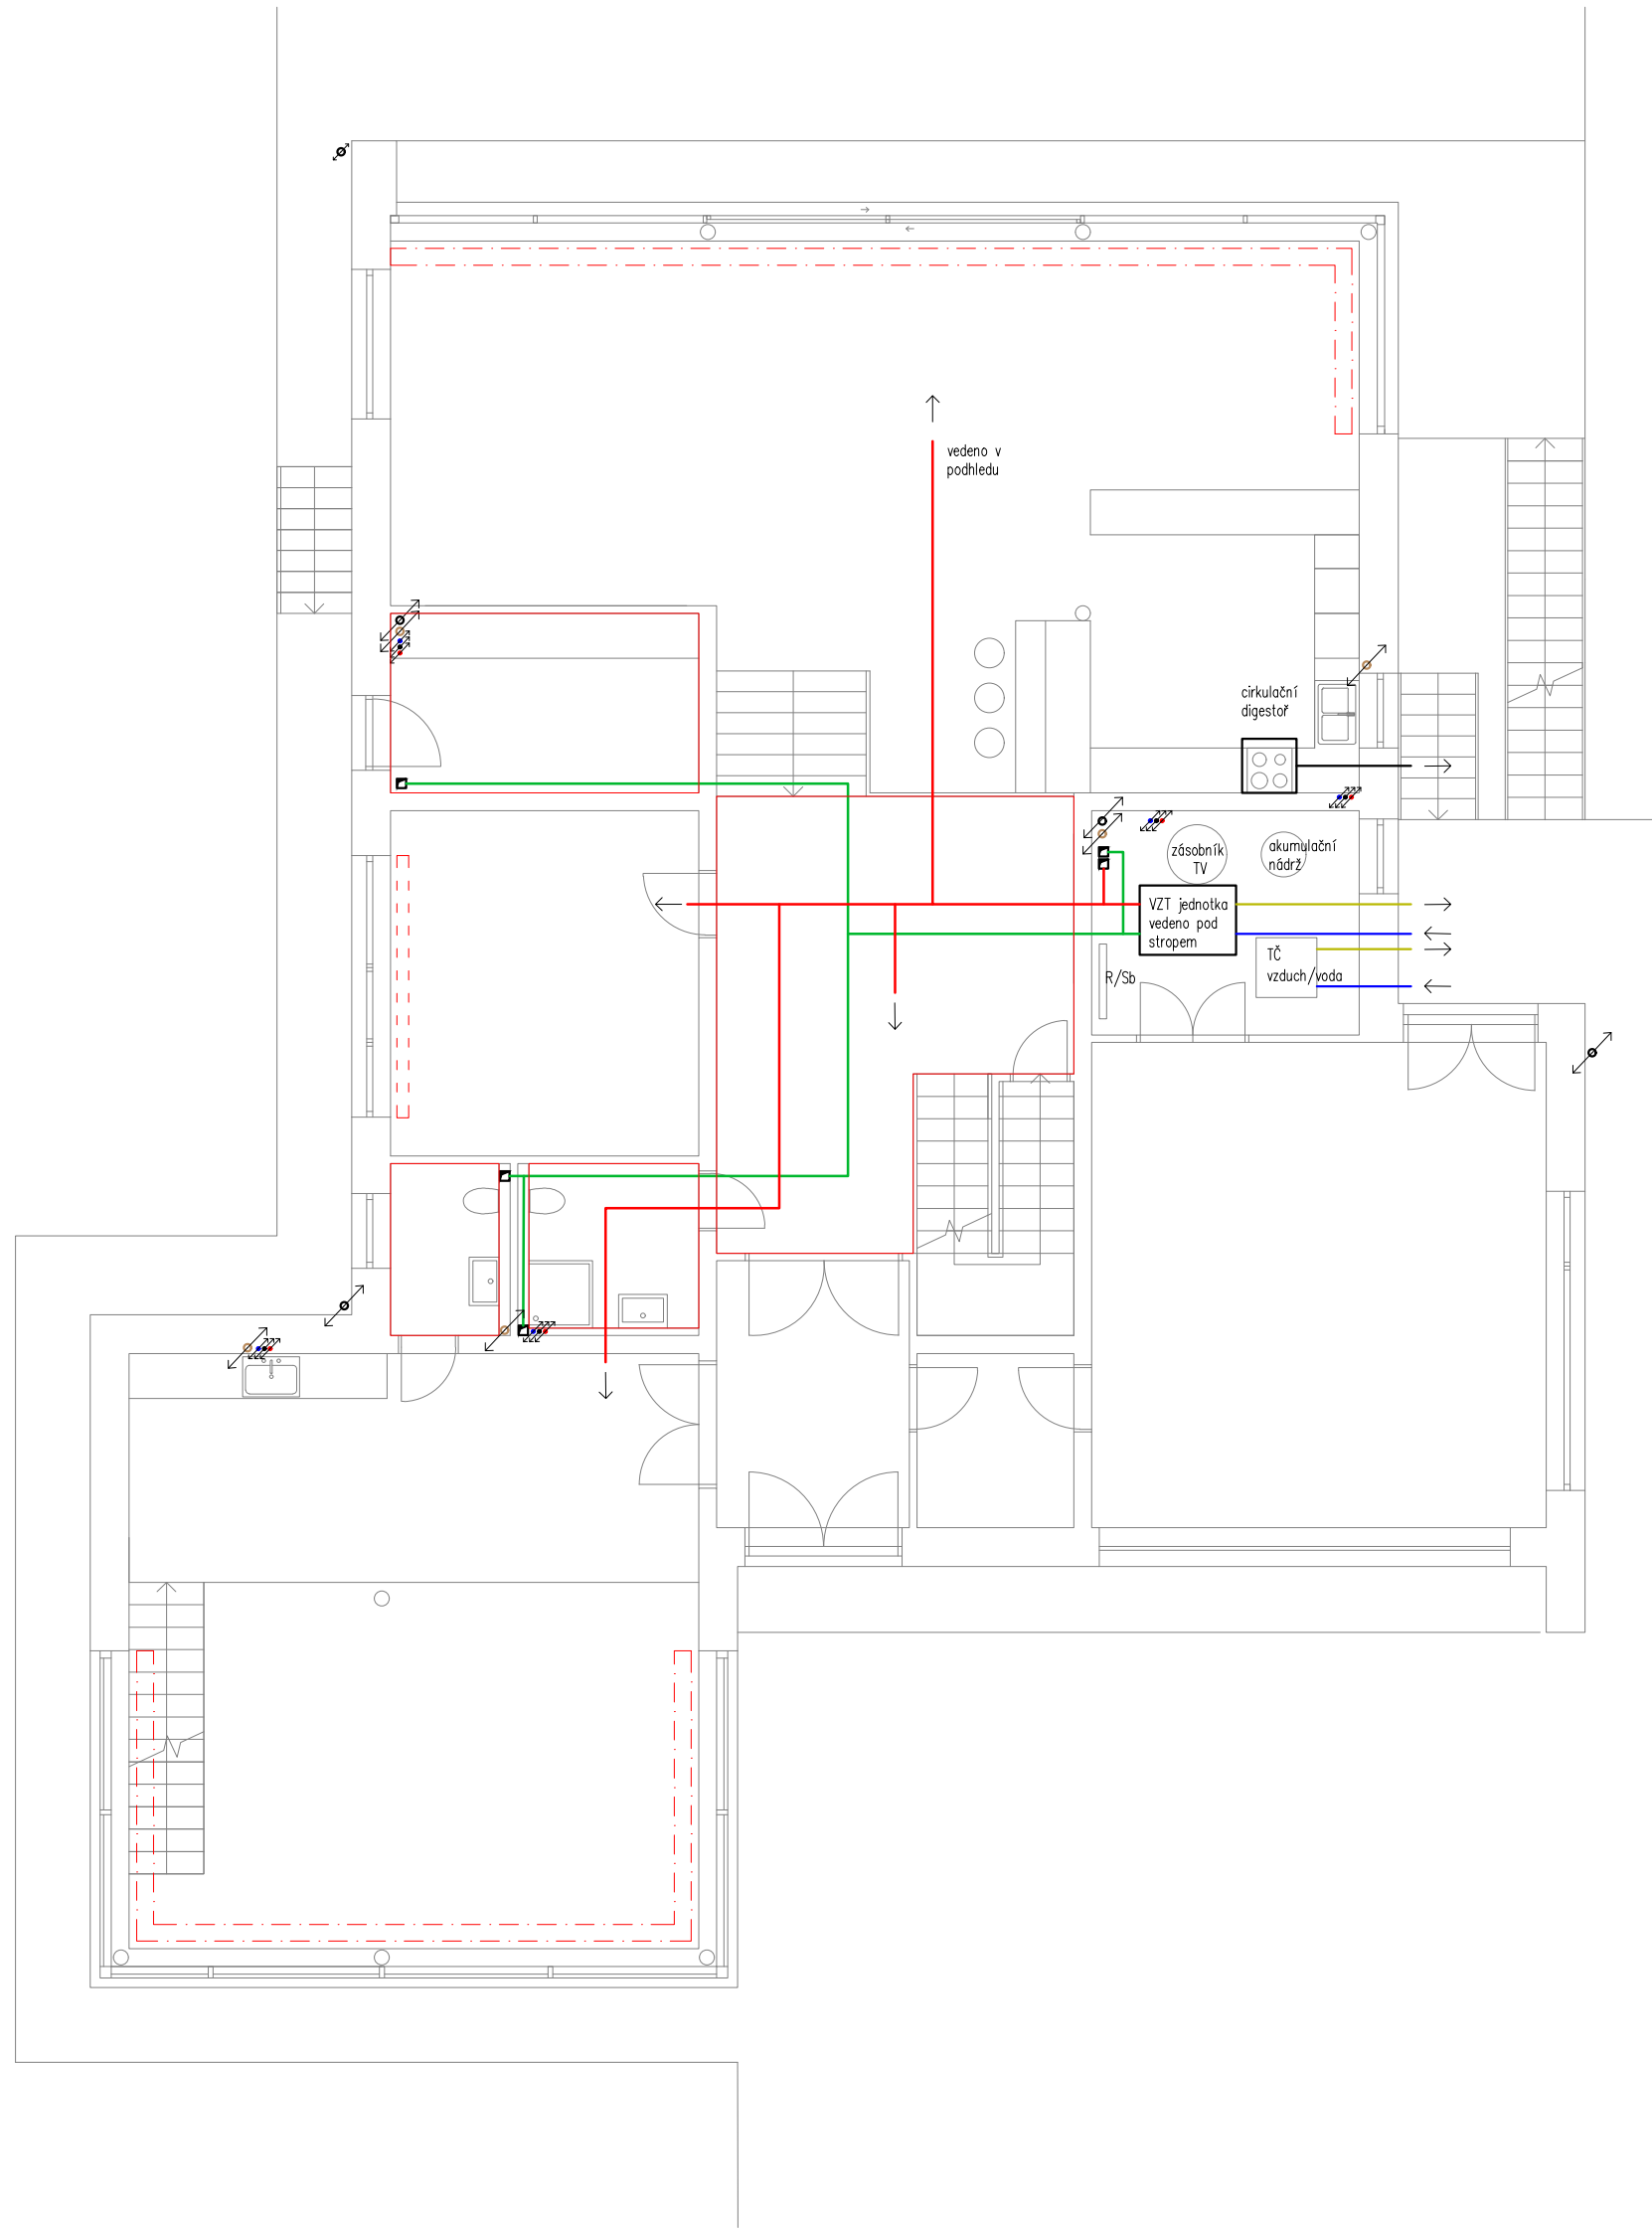 vedeno v
podhledu
cirkulační
digestoř
zásobník
TV
akumulační
nádrž
VZT jednotka
vedeno pod
stropem
TČ
vzduch/voda
R/Sb